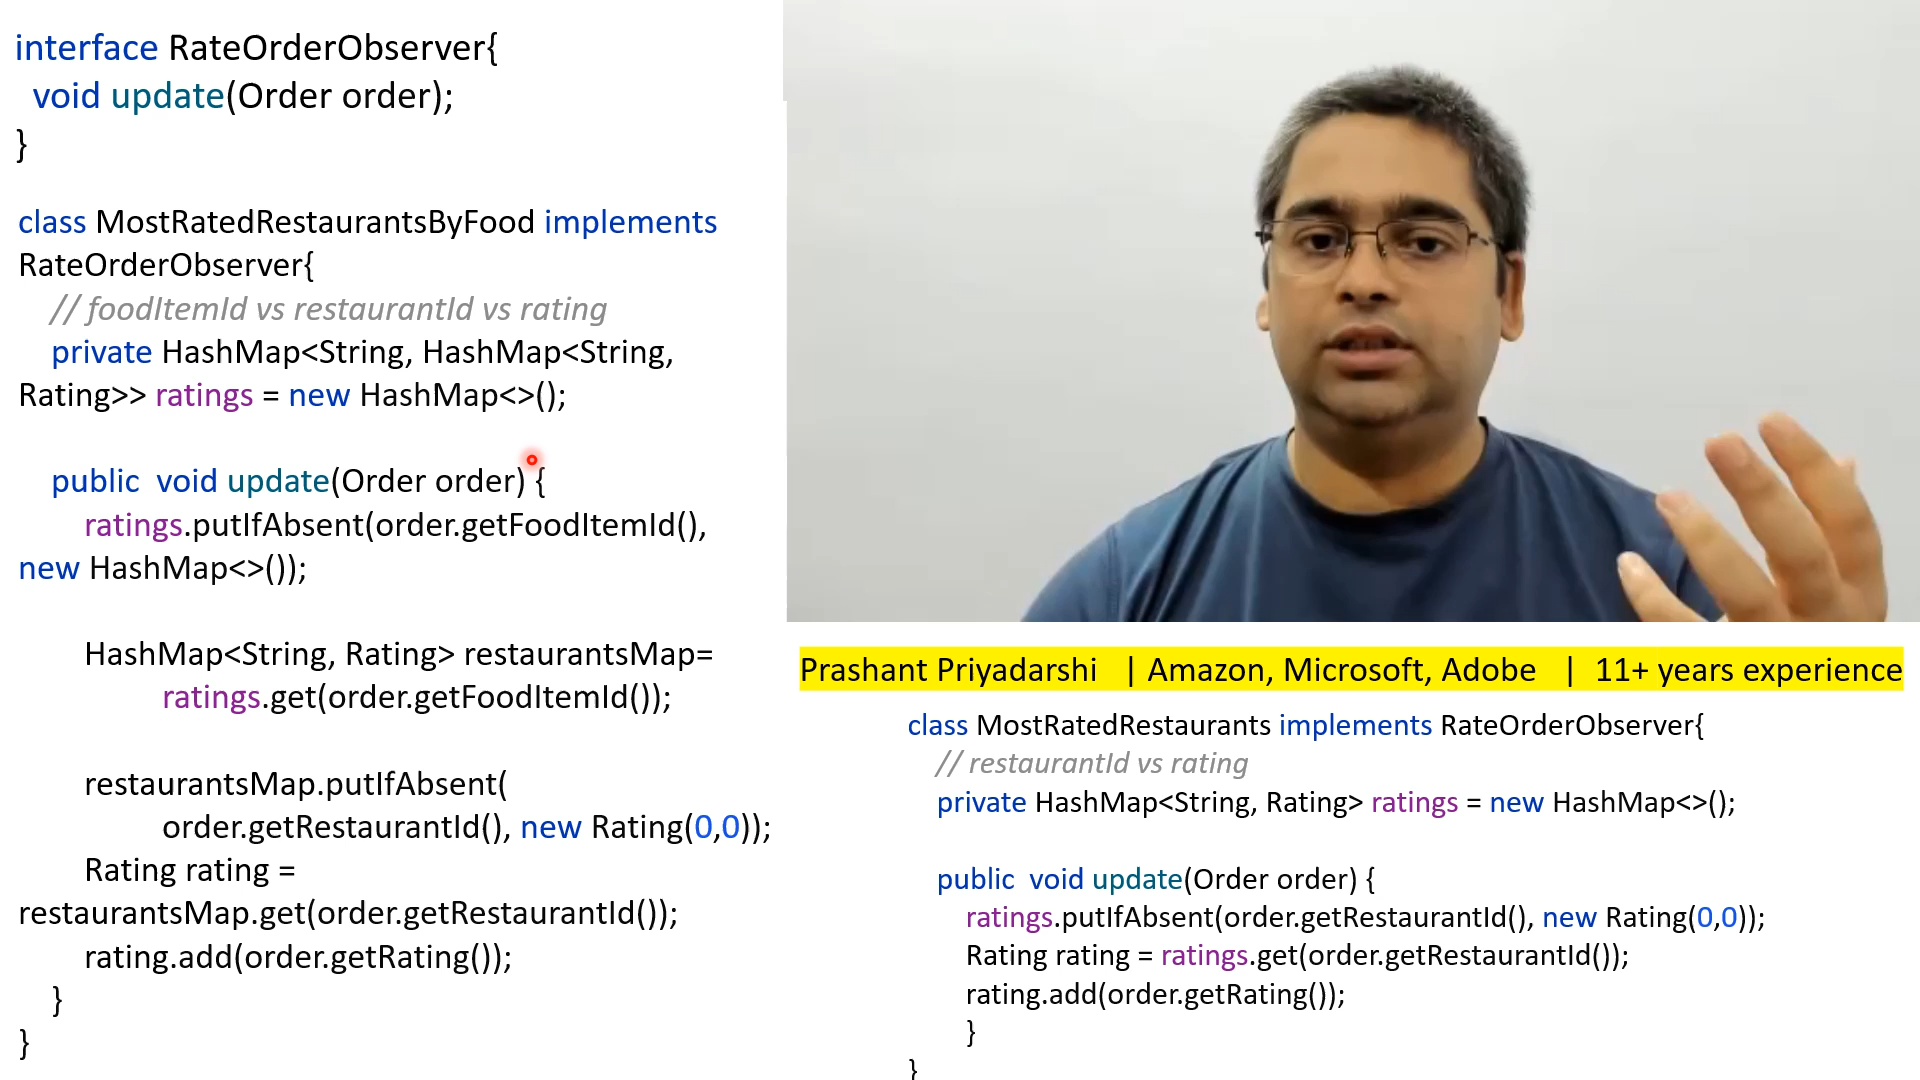 interface RateOrderObserver{
void update(Order order);
}
class MostRatedRestaurantsByFood implements
RateOrderObserver{
// foodItemId vs restaurantId vs rating
private HashMap<String, HashMap<String,
Rating>> ratings = new HashMap<>();
public  void update(Order order) {
ratings.putIfAbsent(order.getFoodItemId(),
new HashMap<>());
HashMap<String, Rating> restaurantsMap=
ratings.get(order.getFoodItemId());
restaurantsMap.putIfAbsent(
order.getRestaurantId(), new Rating(0,0));
Rating rating =
restaurantsMap.get(order.getRestaurantId());
rating.add(order.getRating());
}
}
Prashant Priyadarshi | Amazon, Microsoft, Adobe | 11+ years experience
class MostRatedRestaurants implements RateOrderObserver{
// restaurantId vs rating
private HashMap<String, Rating> ratings = new HashMap<>();
public  void update(Order order) {
ratings.putIfAbsent(order.getRestaurantId(), new Rating(0,0));
Rating rating = ratings.get(order.getRestaurantId());
rating.add(order.getRating());
}
}